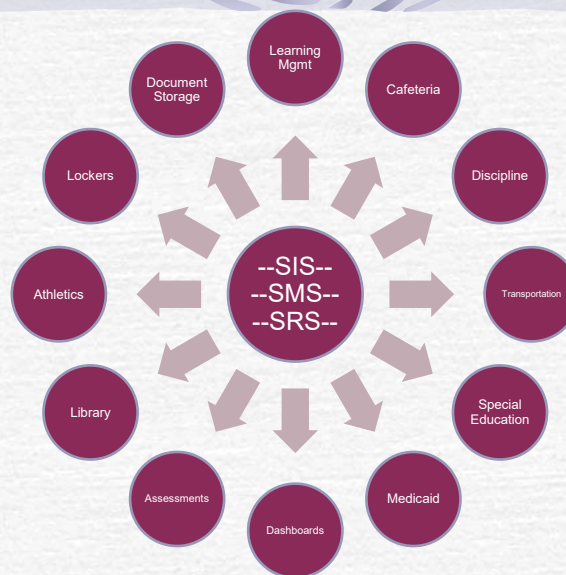 Learning
Mgmt
Cafeteria
Discipline
Transportation
Special
Education
Medicaid
Dashboards
Assessments
Library
Athletics
Lockers
Document
Storage
--SIS--
--SMS--
--SRS--